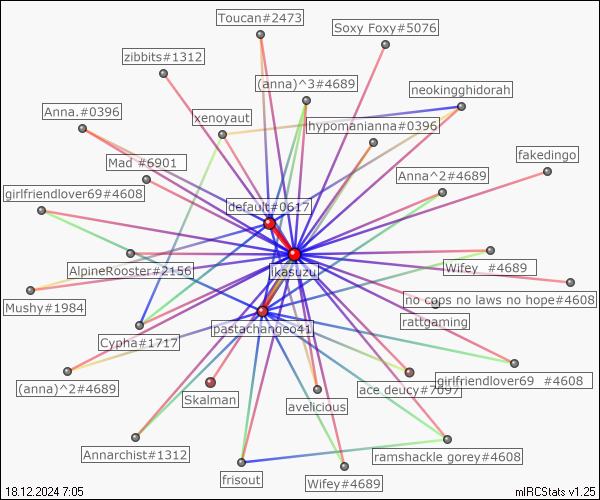 Toucan#2473
Soxy Foxy#5076
zibbits#1312
(anna)^3#4689
neokingghidorah
Anna.#0396
xenoyaut
hypomanianna#0396
Mad #6901
fakedingo
Anna^2#4689
girlfriendlover69#4608
default#0617
AlpineRooster#2156
ikasuzu
Wifey #4689
Mushy#1984
no cops no laws no hope#4608
rattgaming
Cypha#1717
pastachangeo41
(anna)^2#4689
Skalman
avelicious
ace deucy#7097
girlfriendlover69 #4608
Annarchist#1312
ramshackle gorey#4608
frisout
Wifey#4689
18.12.2024 7:05
mIRCStats v1.25